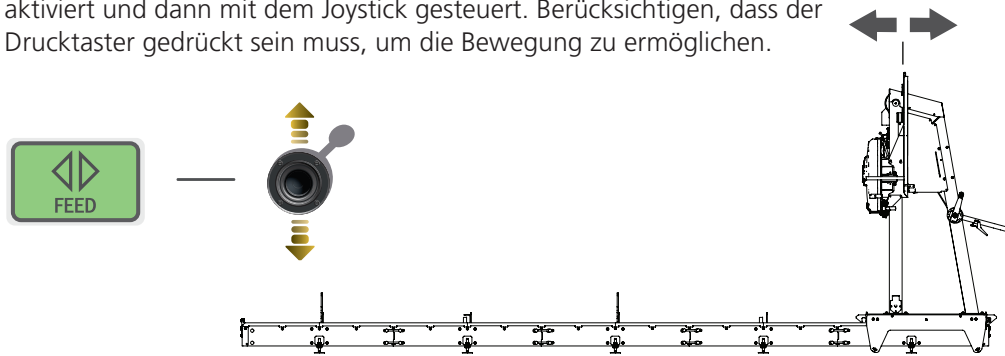 aktiviert und dann mit dem Joystick gesteuert. Berücksichtigen, dass der
Drucktaster gedrückt sein muss, um die Bewegung zu ermöglichen.
FEED